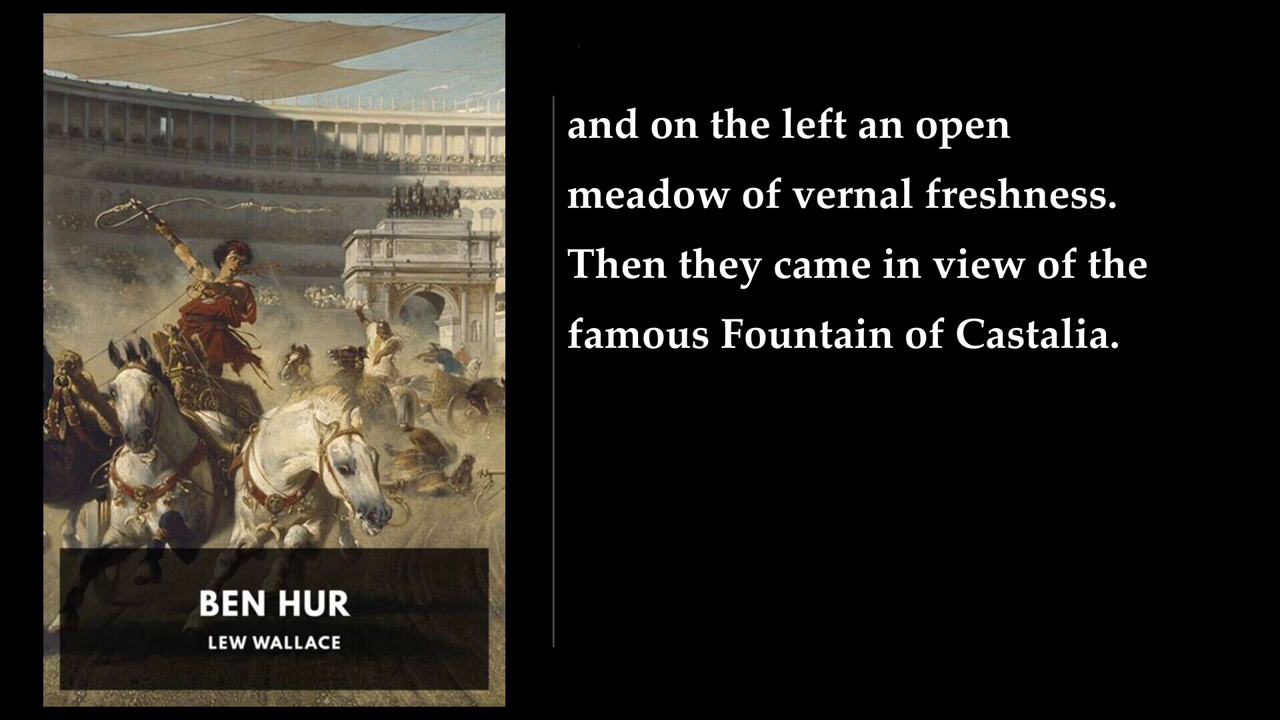 BEN HUR
LEW WALLACE
and on the left an open
meadow of vernal freshness.
Then they came in view of the
famous Fountain of Castalia.